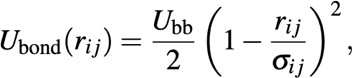 U_bond(r_ij) = U_bb/2 (1 − r_ij/σ_ij)^2,